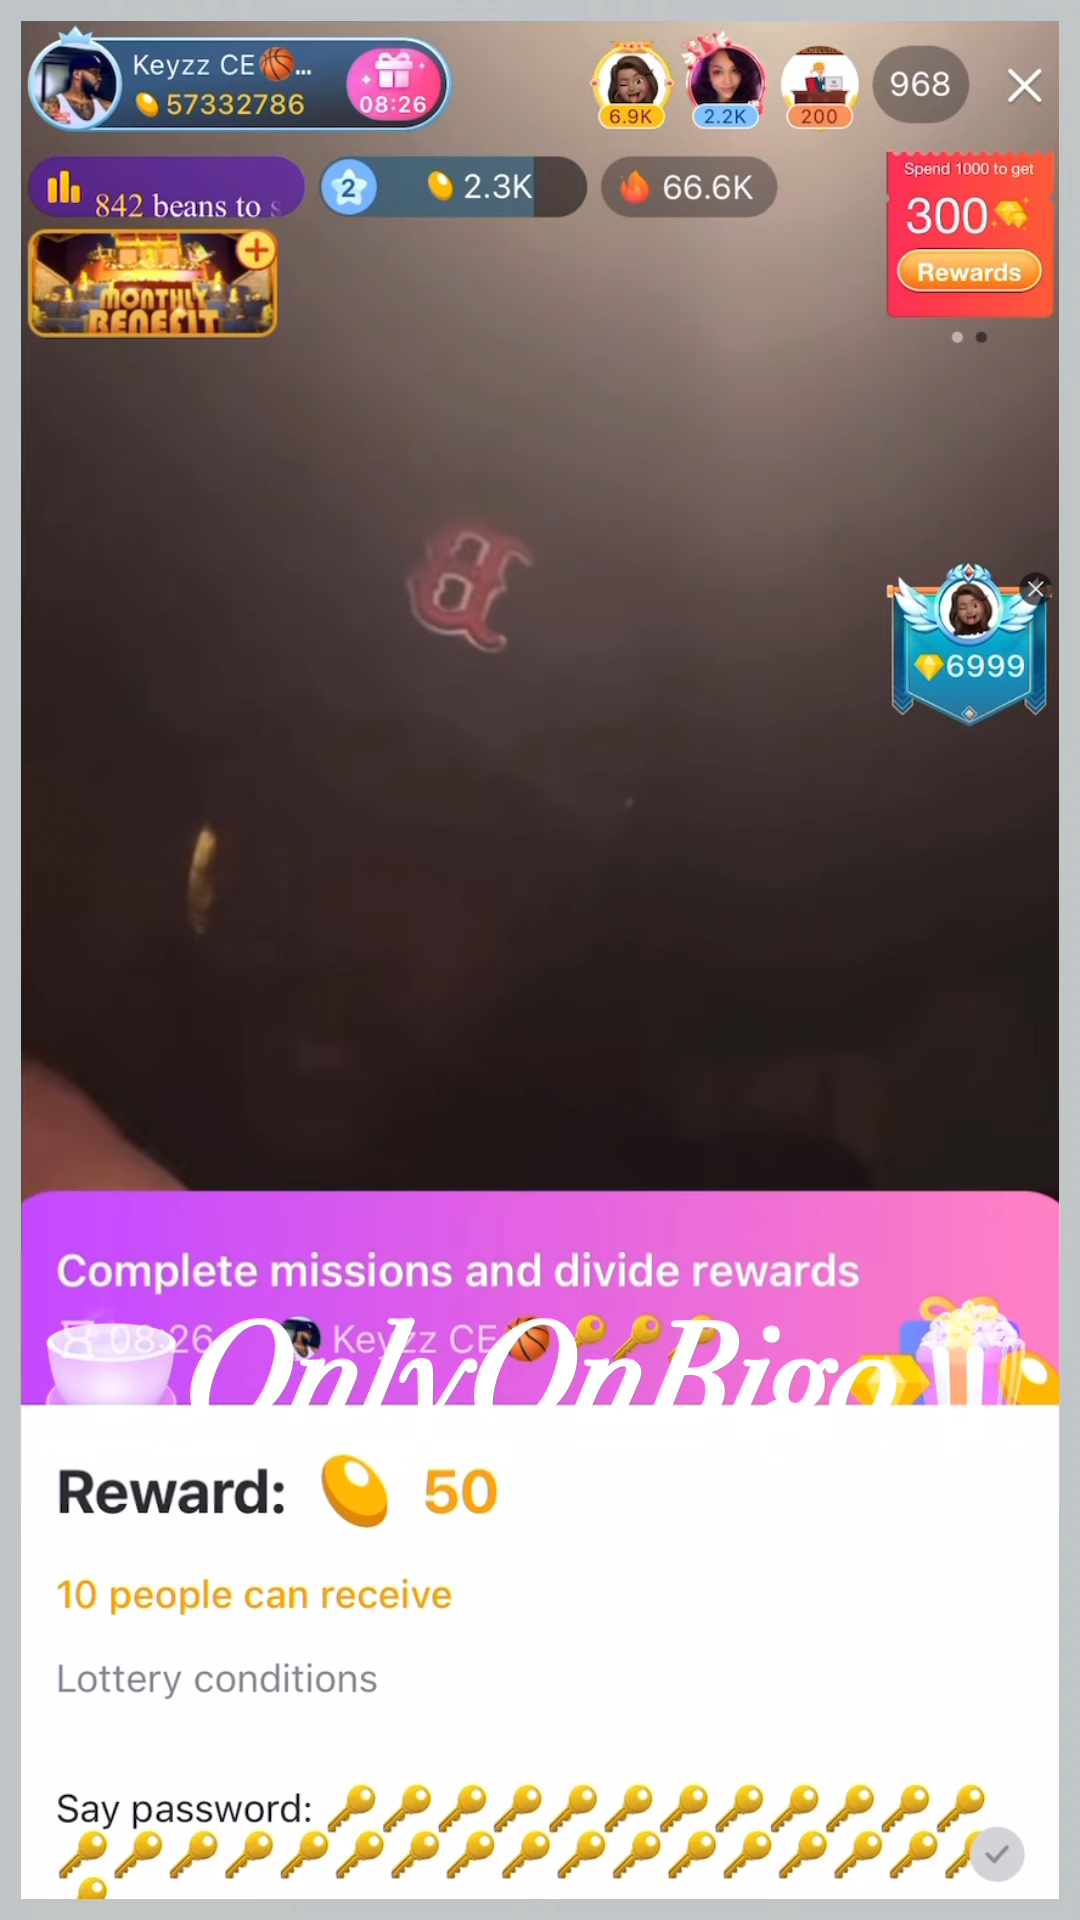 Keyzz CE🏀...
57332786
08:26
6.9K
2.2K
200
968
842 beans to s
2
2.3K
66.6K
Spend 1000 to get
300
Rewards
MONTHLY
BENEFIT
B
6999
Complete missions and divide rewards
08:26
Keyzz CE🏀🔑🔑🔑
OnlyOnBigo
Reward: 50
10 people can receive
Lottery conditions
Say password: 🔑🔑🔑🔑🔑🔑🔑🔑🔑🔑🔑🔑
🔑🔑🔑🔑🔑🔑🔑🔑🔑🔑🔑🔑🔑🔑🔑🔑🔑
🔑